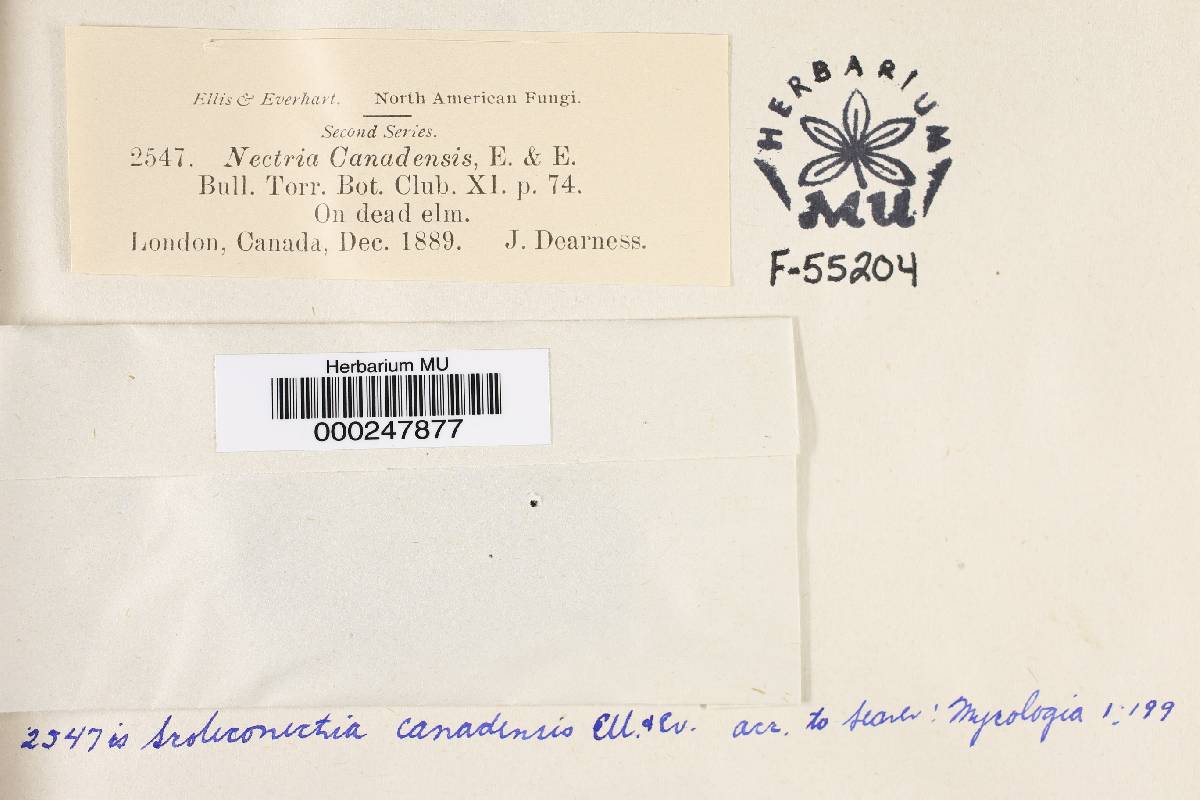 Ellis & Everhart. North American Fungi.
Second Series.
2547. Nectria Canadensis, E. & E.
Bull. Torr. Bot. Club. XI. p. 74.
On dead elm.
London, Canada, Dec. 1889. J. Dearness.
HERBARIUM
MU
F-55204
Herbarium MU
000247877
2547 is Scoleconectria canadensis Ell. & Ev. acc. to Seaver: Mycologia 1:199